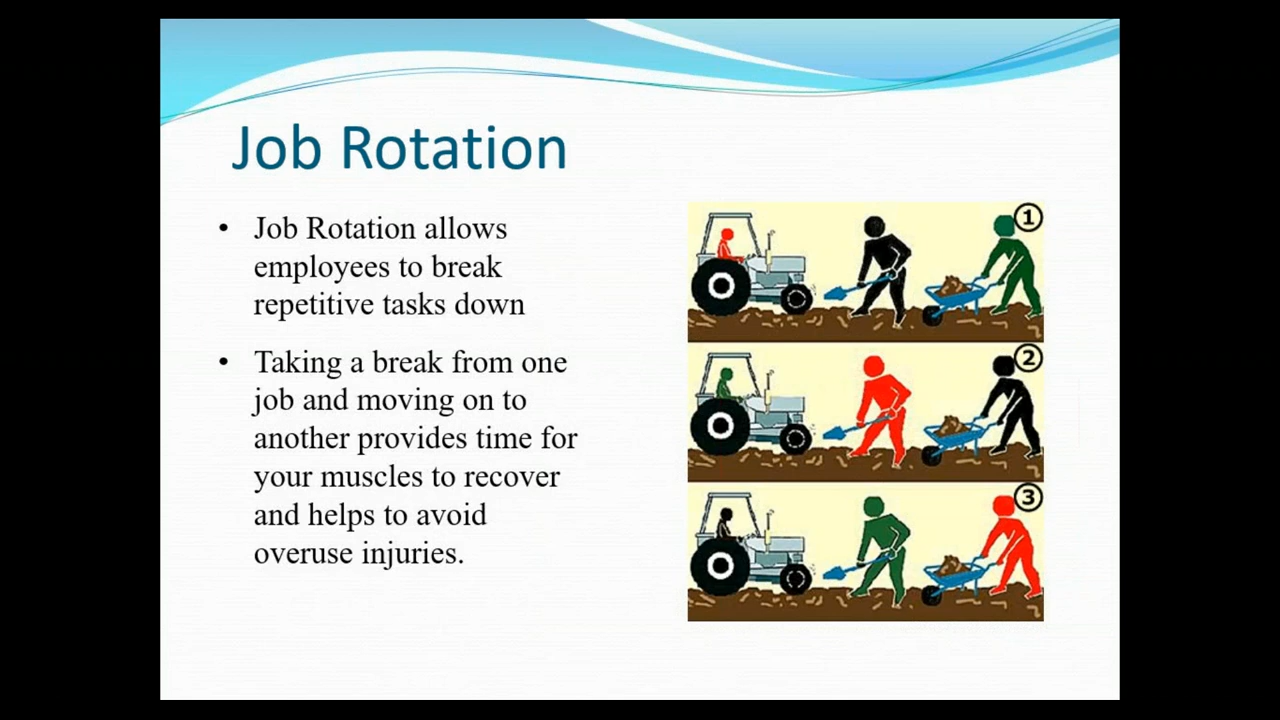 Job Rotation
• Job Rotation allows
employees to break
repetitive tasks down
• Taking a break from one
job and moving on to
another provides time for
your muscles to recover
and helps to avoid
overuse injuries.
1
2
3